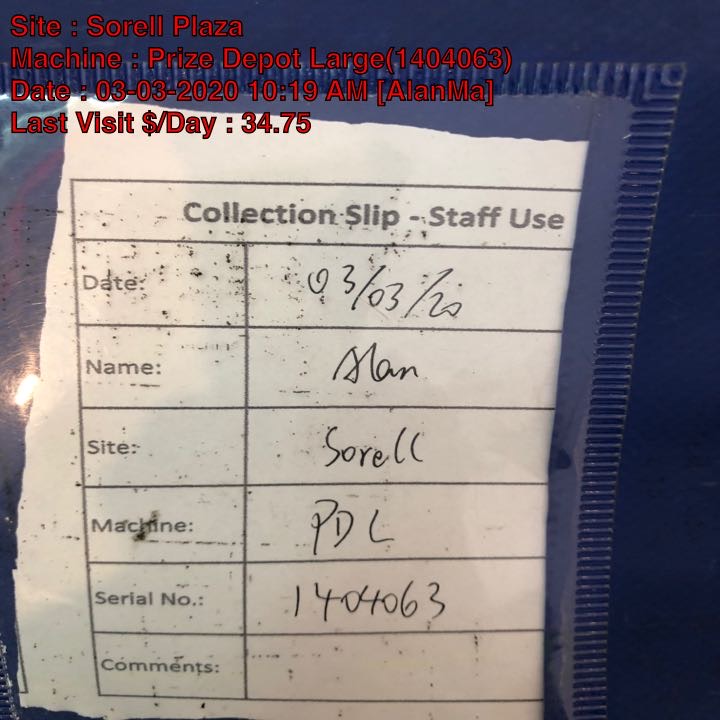 Site : Sorell Plaza
Machine : Prize Depot Large(1404063)
Date : 03-03-2020 10:19 AM [AlanMa]
Last Visit $/Day : 34.75
Collection Slip - Staff Use
Date: 03/03/20
Name: Alan
Site: Sorell
Machine: PDL
Serial No.: 1404063
Comments: